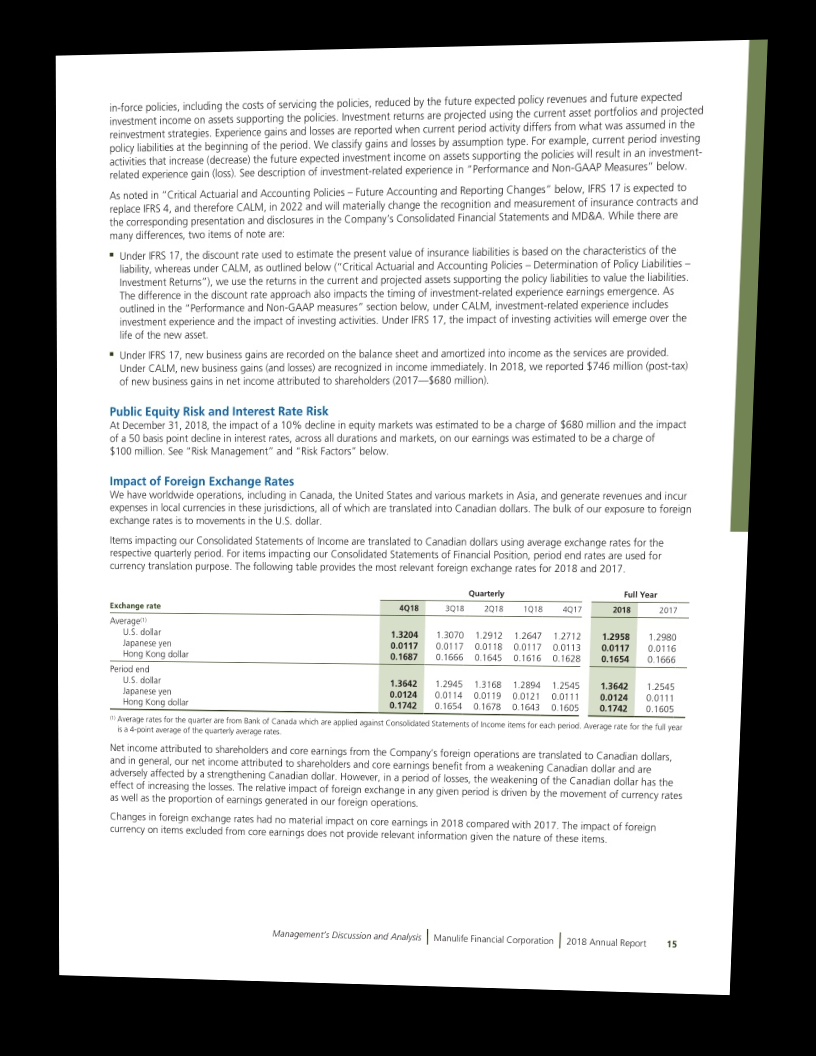 in-force policies, including the costs of servicing the policies, reduced by the future expected policy revenues and future expected
investment income on assets supporting the policies. Investment returns are projected using the current asset portfolios and projected
reinvestment strategies. Experience gains and losses are reported when current period activity differs from what was assumed in the
policy liabilities at the beginning of the period. We classify gains and losses by assumption type. For example, current period investing
activities that increase (decrease) the future expected investment income on assets supporting the policies will result in an investment-
related experience gain (loss). See description of investment-related experience in “Performance and Non-GAAP Measures” below.
As noted in “Critical Actuarial and Accounting Policies – Future Accounting and Reporting Changes” below, IFRS 17 is expected to
replace IFRS 4, and therefore CALM, in 2022 and will materially change the recognition and measurement of insurance contracts and
the corresponding presentation and disclosures in the Company’s Consolidated Financial Statements and MD&A. While there are
many differences, two items of note are:
▪ Under IFRS 17, the discount rate used to estimate the present value of insurance liabilities is based on the characteristics of the
liability, whereas under CALM, as outlined below (“Critical Actuarial and Accounting Policies – Determination of Policy Liabilities –
Investment Returns”), we use the returns in the current and projected assets supporting the policy liabilities to value the liabilities.
The difference in the discount rate approach also impacts the timing of investment-related experience earnings emergence. As
outlined in the “Performance and Non-GAAP measures” section below, under CALM, investment-related experience includes
investment experience and the impact of investing activities. Under IFRS 17, the impact of investing activities will emerge over the
life of the new asset.
▪ Under IFRS 17, new business gains are recorded on the balance sheet and amortized into income as the services are provided.
Under CALM, new business gains (and losses) are recognized in income immediately. In 2018, we reported $746 million (post-tax)
of new business gains in net income attributed to shareholders (2017—$680 million).
Public Equity Risk and Interest Rate Risk
At December 31, 2018, the impact of a 10% decline in equity markets was estimated to be a charge of $680 million and the impact
of a 50 basis point decline in interest rates, across all durations and markets, on our earnings was estimated to be a charge of
$100 million. See “Risk Management” and “Risk Factors” below.
Impact of Foreign Exchange Rates
We have worldwide operations, including in Canada, the United States and various markets in Asia, and generate revenues and incur
expenses in local currencies in these jurisdictions, all of which are translated into Canadian dollars. The bulk of our exposure to foreign
exchange rates is to movements in the U.S. dollar.
Items impacting our Consolidated Statements of Income are translated to Canadian dollars using average exchange rates for the
respective quarterly period. For items impacting our Consolidated Statements of Financial Position, period end rates are used for
currency translation purpose. The following table provides the most relevant foreign exchange rates for 2018 and 2017.
Quarterly Full Year
Exchange rate 4Q18 3Q18 2Q18 1Q18 4Q17 2018 2017
Average(1)
U.S. dollar 1.3204 1.3070 1.2912 1.2647 1.2712 1.2958 1.2980
Japanese yen 0.0117 0.0117 0.0118 0.0117 0.0113 0.0117 0.0116
Hong Kong dollar 0.1687 0.1666 0.1645 0.1616 0.1628 0.1654 0.1666
Period end
U.S. dollar 1.3642 1.2945 1.3168 1.2894 1.2545 1.3642 1.2545
Japanese yen 0.0124 0.0114 0.0119 0.0121 0.0111 0.0124 0.0111
Hong Kong dollar 0.1742 0.1654 0.1678 0.1643 0.1605 0.1742 0.1605
(1) Average rates for the quarter are from Bank of Canada which are applied against Consolidated Statements of Income items for each period. Average rate for the full year
is a 4-point average of the quarterly average rates.
Net income attributed to shareholders and core earnings from the Company’s foreign operations are translated to Canadian dollars,
and in general, our net income attributed to shareholders and core earnings benefit from a weakening Canadian dollar and are
adversely affected by a strengthening Canadian dollar. However, in a period of losses, the weakening of the Canadian dollar has the
effect of increasing the losses. The relative impact of foreign exchange in any given period is driven by the movement of currency rates
as well as the proportion of earnings generated in our foreign operations.
Changes in foreign exchange rates had no material impact on core earnings in 2018 compared with 2017. The impact of foreign
currency on items excluded from core earnings does not provide relevant information given the nature of these items.
Management’s Discussion and Analysis | Manulife Financial Corporation | 2018 Annual Report 15